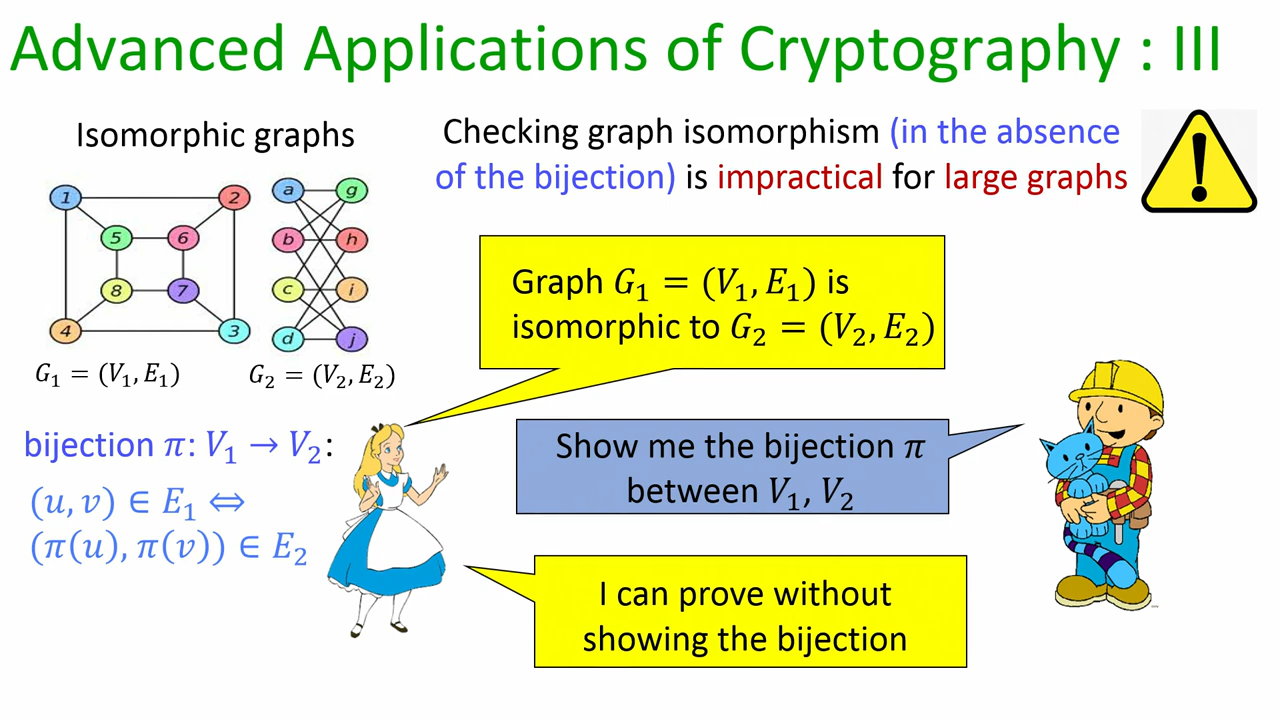 Advanced Applications of Cryptography : III
Isomorphic graphs
Checking graph isomorphism (in the absence
of the bijection) is impractical for large graphs
1 2
5 6
8 7
4 3
a g
b h
c i
d j
G₁ = (V₁, E₁)
G₂ = (V₂, E₂)
Graph G₁ = (V₁, E₁) is
isomorphic to G₂ = (V₂, E₂)
bijection π: V₁ → V₂:
(u, v) ∈ E₁ ⇔
(π(u), π(v)) ∈ E₂
Show me the bijection π
between V₁, V₂
I can prove without
showing the bijection